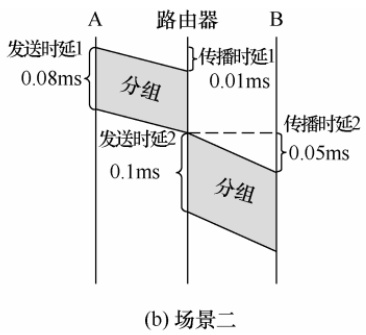 A 路由器 B
发送时延1
0.08ms
传播时延1
0.01ms
分组
发送时延2
0.1ms
传播时延2
0.05ms
分组
(b) 场景二